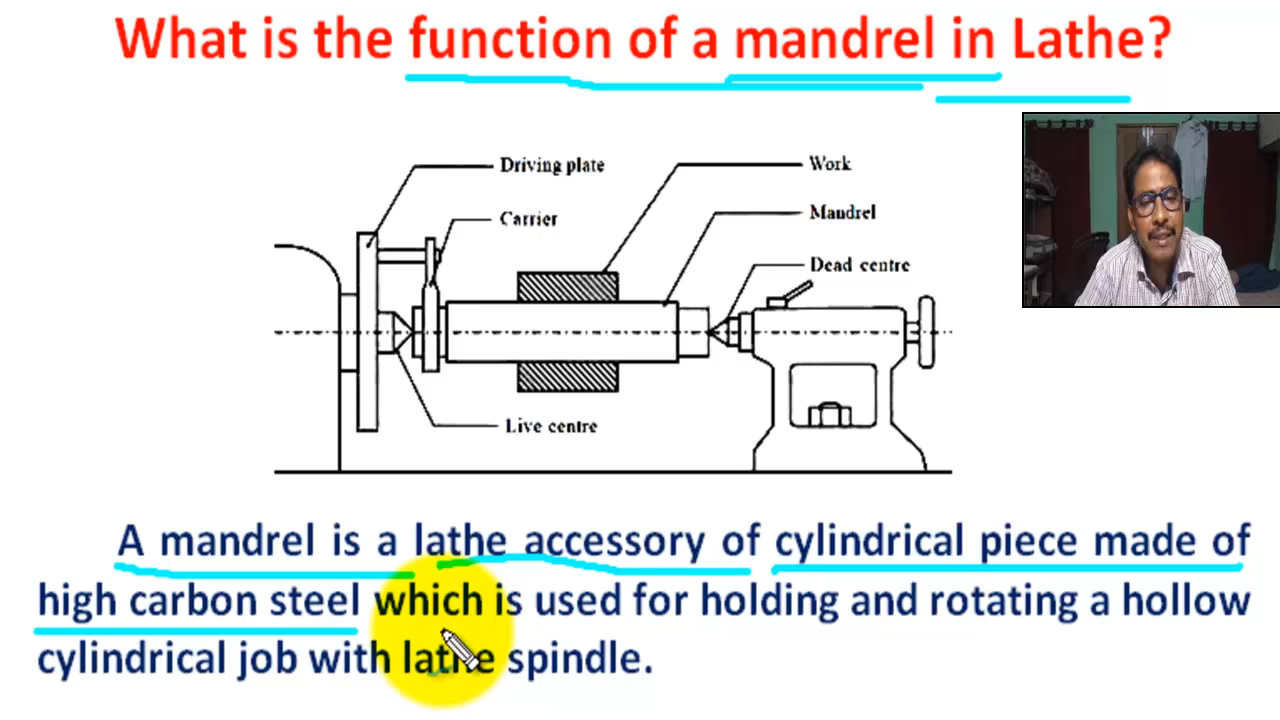 What is the function of a mandrel in Lathe?
Driving plate
Work
Carrier
Mandrel
Dead centre
Live centre
A mandrel is a lathe accessory of cylindrical piece made of
high carbon steel which is used for holding and rotating a hollow
cylindrical job with lathe spindle.